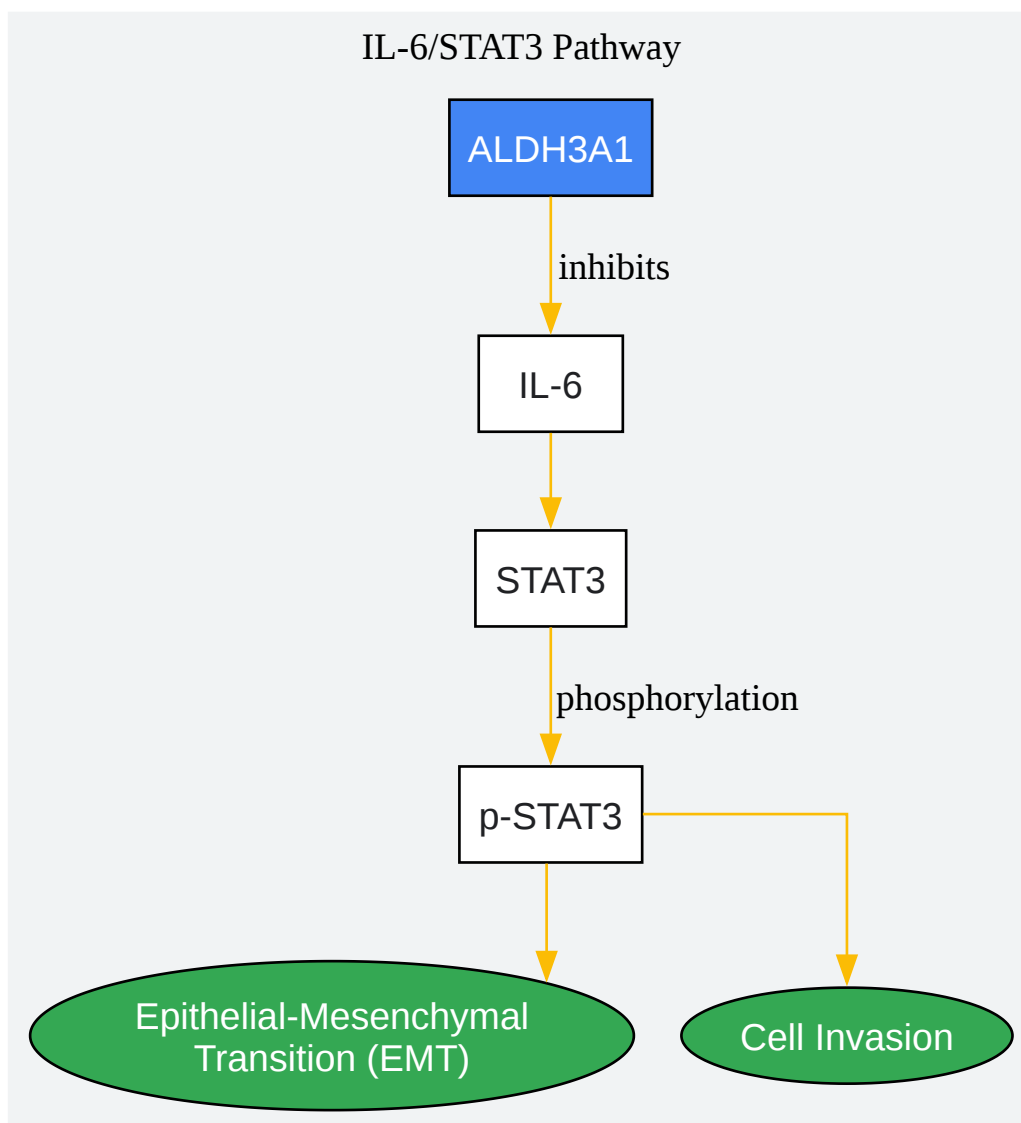 IL-6/STAT3 Pathway
ALDH3A1
inhibits
IL-6
STAT3
phosphorylation
p-STAT3
Epithelial-Mesenchymal
Transition (EMT)
Cell Invasion